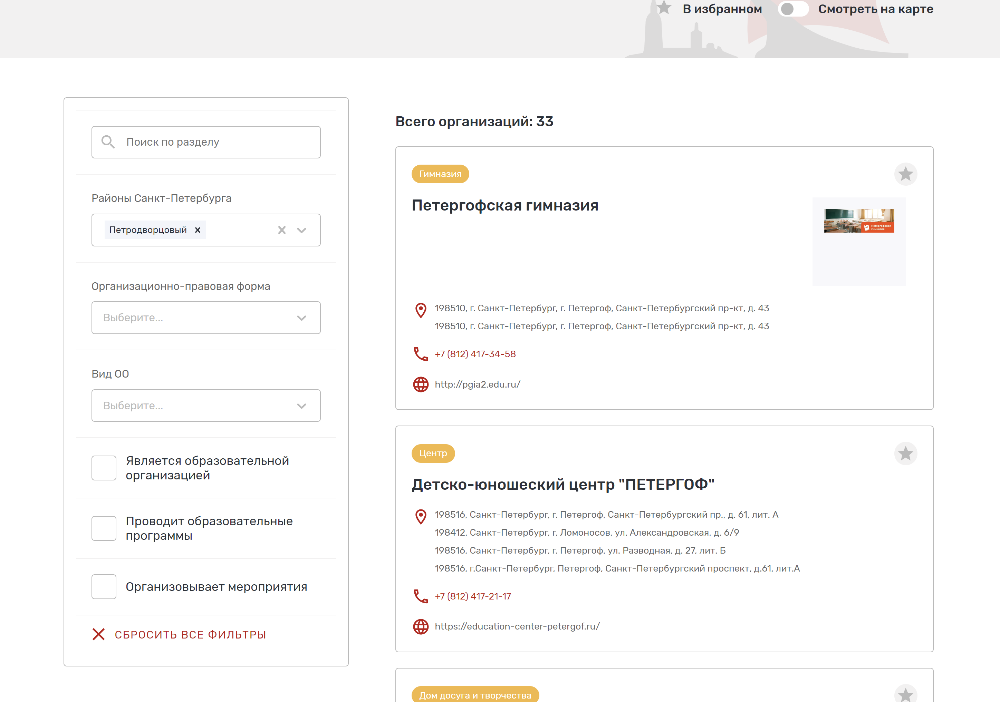 В избранном
Смотреть на карте
Поиск по разделу
Районы Санкт-Петербурга
Петродворцовый
Организационно-правовая форма
Выберите...
Вид ОО
Выберите...
Является образовательной
организацией
Проводит образовательные
программы
Организовывает мероприятия
СБРОСИТЬ ВСЕ ФИЛЬТРЫ
Всего организаций: 33
Гимназия
Петергофская гимназия
Петергофская
гимназия
198510, г. Санкт-Петербург, г. Петергоф, Санкт-Петербургский пр-кт, д. 43
198510, г. Санкт-Петербург, г. Петергоф, Санкт-Петербургский пр-кт, д. 43
+7 (812) 417-34-58
http://pgia2.edu.ru/
Центр
Детско-юношеский центр "ПЕТЕРГОФ"
198516, Санкт-Петербург, г. Петергоф, Санкт-Петербургский пр., д. 61, лит. А
198412, Санкт-Петербург, г. Ломоносов, ул. Александровская, д. 6/9
198516, Санкт-Петербург, г. Петергоф, ул. Разводная, д. 27, лит. Б
198516, г.Санкт-Петербург, Петергоф, Санкт-Петербургский проспект, д.61, лит.А
+7 (812) 417-21-17
https://education-center-petergof.ru/
Дом досуга и творчества